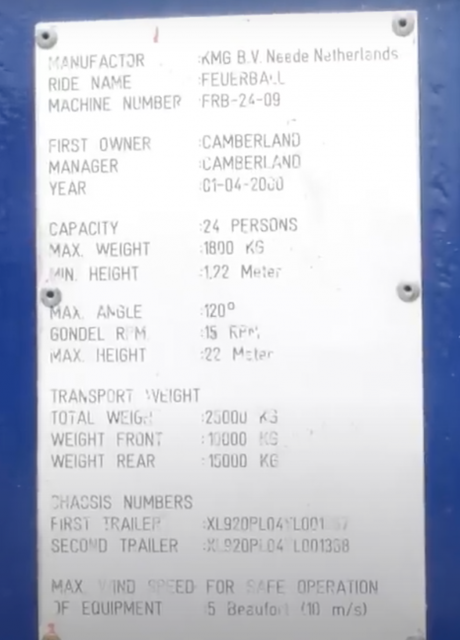 MANUFACTOR :KMG B.V. Neede Netherlands
RIDE NAME :FEUERBALL
MACHINE NUMBER :FRB-24-09
FIRST OWNER :CAMBERLAND
MANAGER :CAMBERLAND
YEAR :01-04-2000
CAPACITY :24 PERSONS
MAX. WEIGHT :1800 KG
MIN. HEIGHT :1.22 Meter
MAX. ANGLE :120°
GONDEL RPM :15 RPM
MAX. HEIGHT :22 Meter
TRANSPORT WEIGHT
TOTAL WEIGHT :25000 KG
WEIGHT FRONT :10000 KG
WEIGHT REAR :15000 KG
CHASSIS NUMBERS
FIRST TRAILER
SECOND TRAILER
MAX. WIND SPEED FOR SAFE OPERATION
OF EQUIPMENT :5 Beaufort (10 m/s)